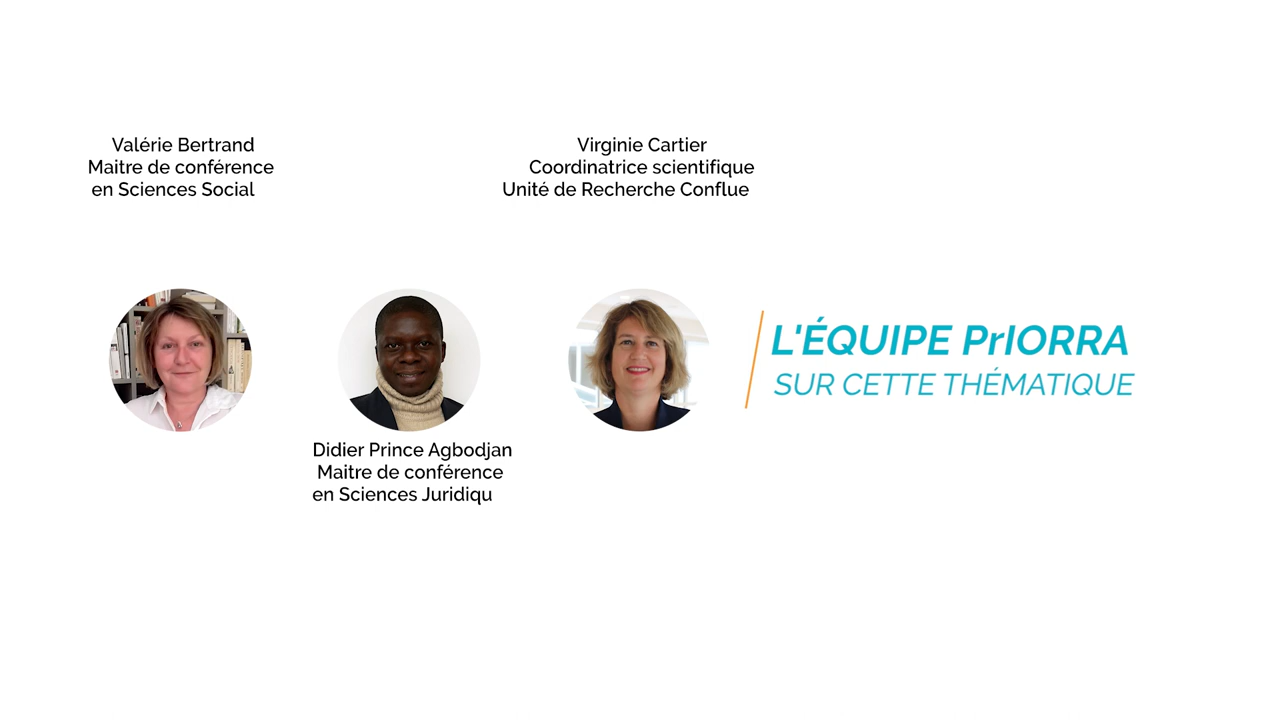 Valérie Bertrand
Maitre de conférence
en Sciences Social
Virginie Cartier
Coordinatrice scientifique
Unité de Recherche Conflue
Didier Prince Agbodjan
Maitre de conférence
en Sciences Juridiqu
L'ÉQUIPE PrIORRA
SUR CETTE THÉMATIQUE